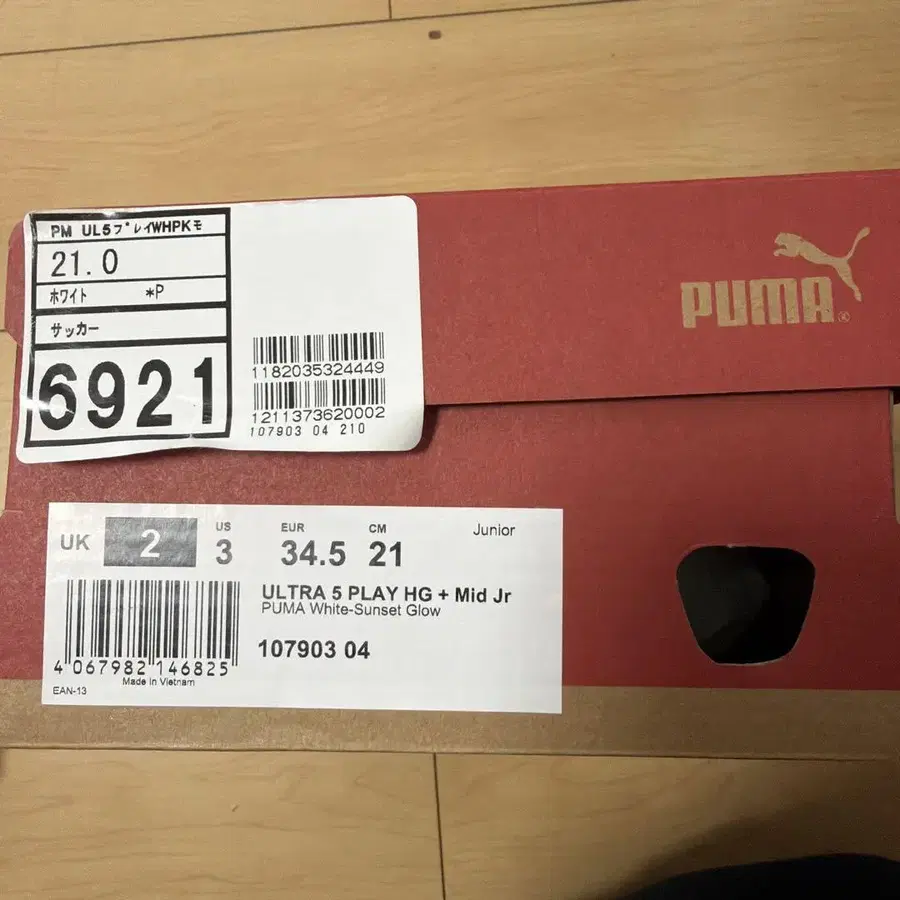 PM UL5プレイWHPKモ
21.0
ホワイト *P
サッカー
6921
1182035324449
1211373620002
107903 04 210
PUMA®
UK 2 US 3 EUR 34.5 CM 21 Junior
ULTRA 5 PLAY HG + Mid Jr
PUMA White-Sunset Glow
107903 04
4 067982 146825
Made in Vietnam
EAN-13